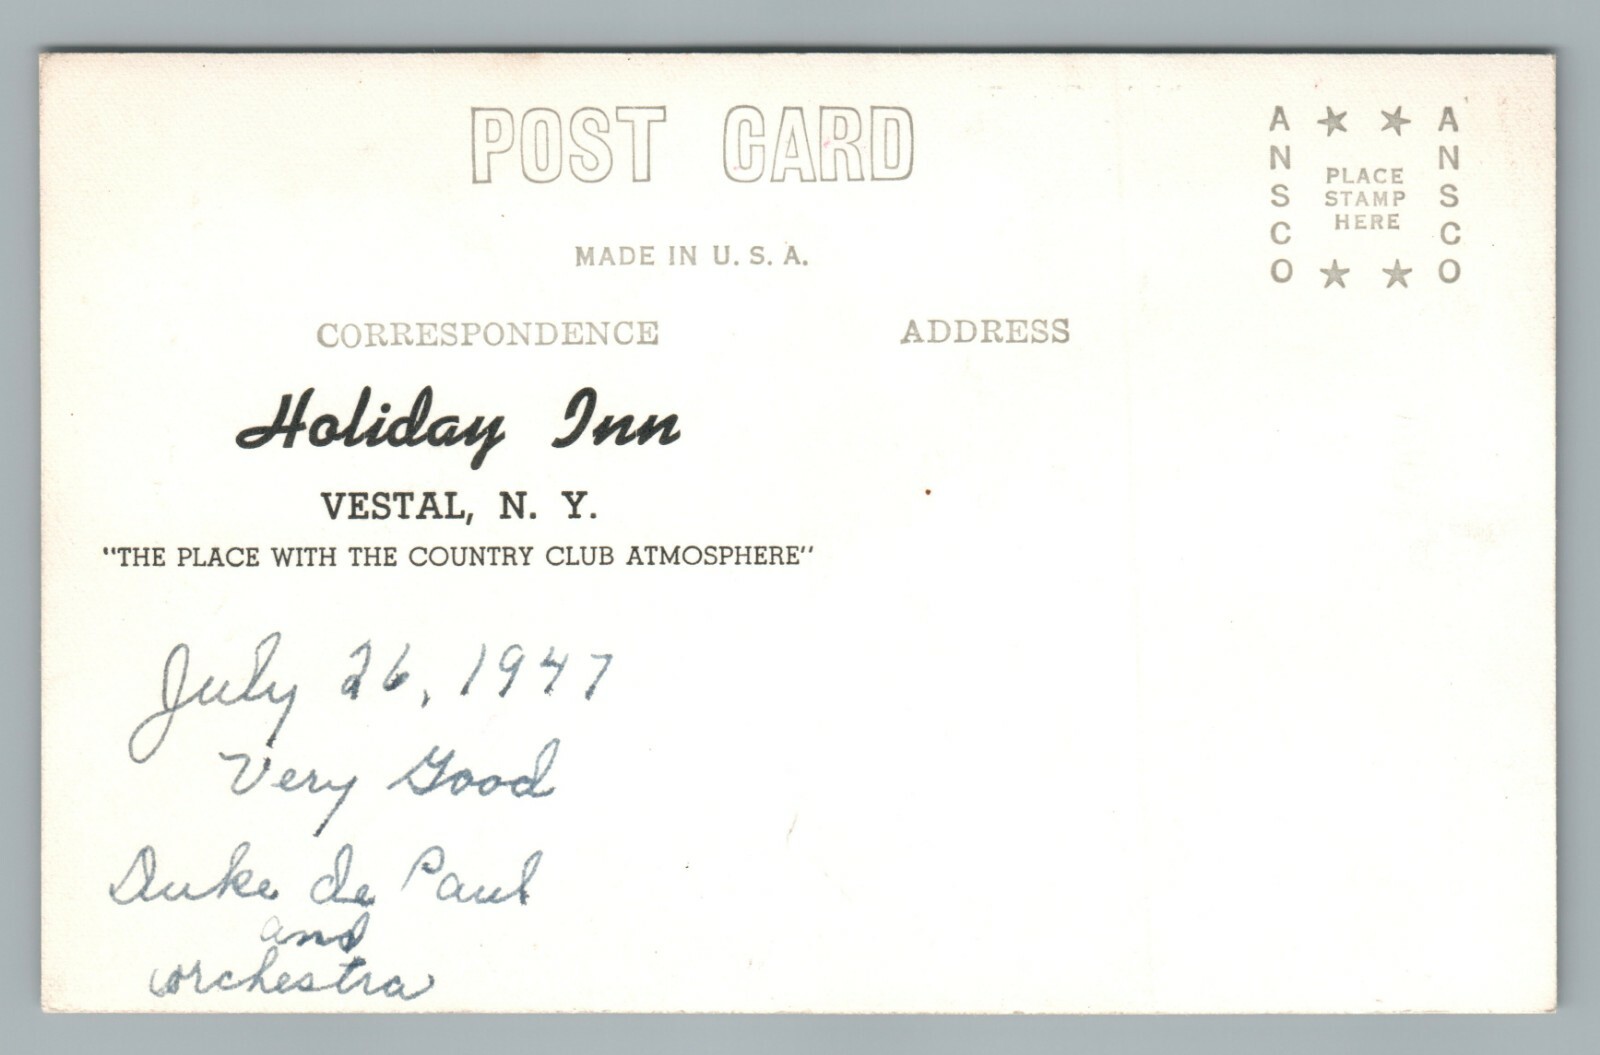 POST CARD
MADE IN U. S. A.
ANSCO
PLACE
STAMP
HERE
ANSCO
CORRESPONDENCE
ADDRESS
Holiday Inn
VESTAL, N. Y.
"THE PLACE WITH THE COUNTRY CLUB ATMOSPHERE"
July 26, 1947
Very Good
Duke de Paul
and
orchestra